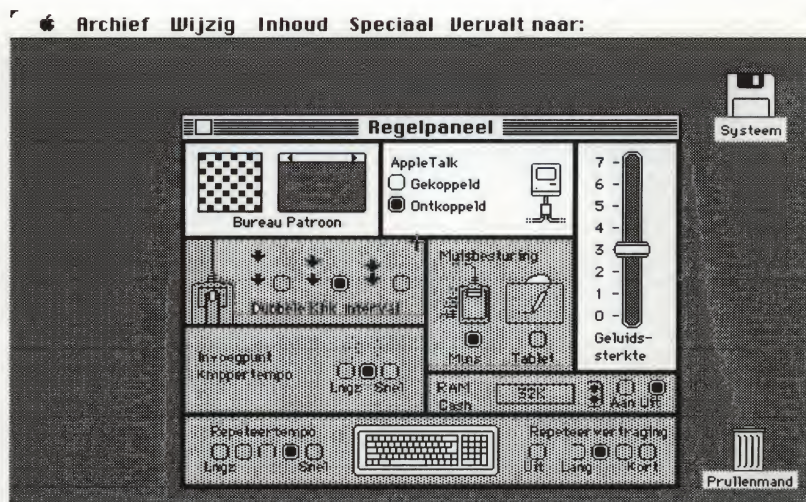 Archief Wijzig Inhoud Speciaal Vervalt naar:
Systeem
Regelpaneel
Bureau Patroon
AppleTalk
Gekoppeld
Ontkoppeld
7
6
5
4
3
2
1
0
Geluids-
sterkte
Dubbele Klik Interval
Muisbesturing
Muis Tablet
Invoegpunt
Knippertempo
Lngz Snel
RAM
Cash
32K
Aan Uit
Repeteertempo
Lngz Snel
Repeteervertraging
Uit Lang Kort
Prullenmand